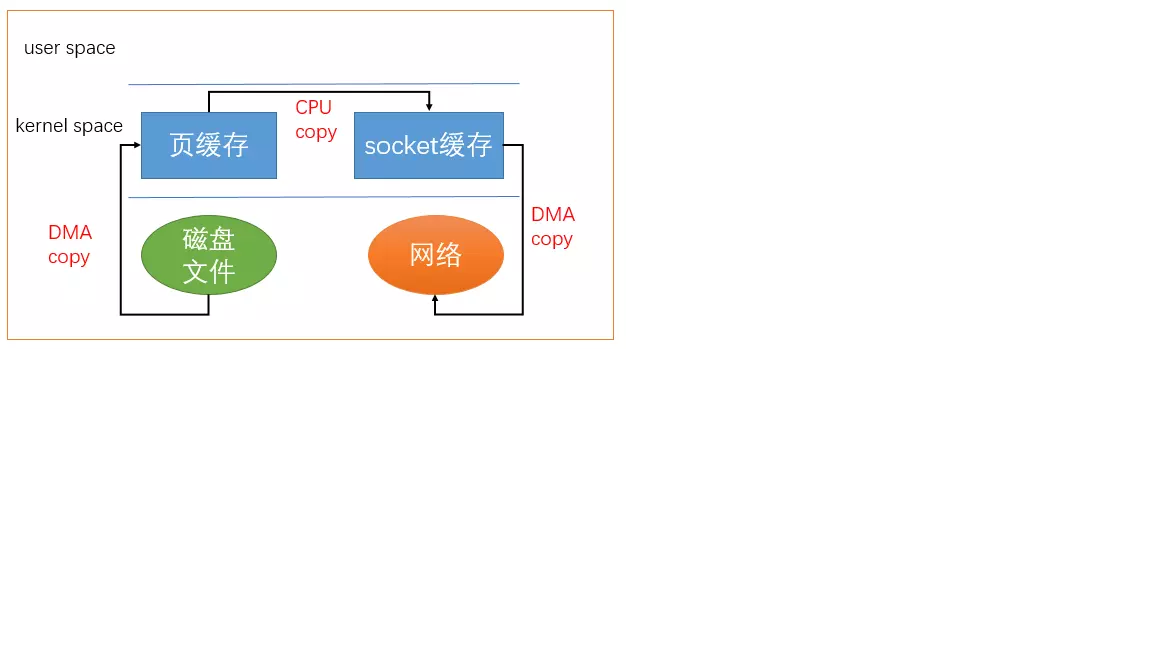 user space
CPU
copy
kernel space
页缓存
socket缓存
DMA
copy
磁盘
文件
网络
DMA
copy